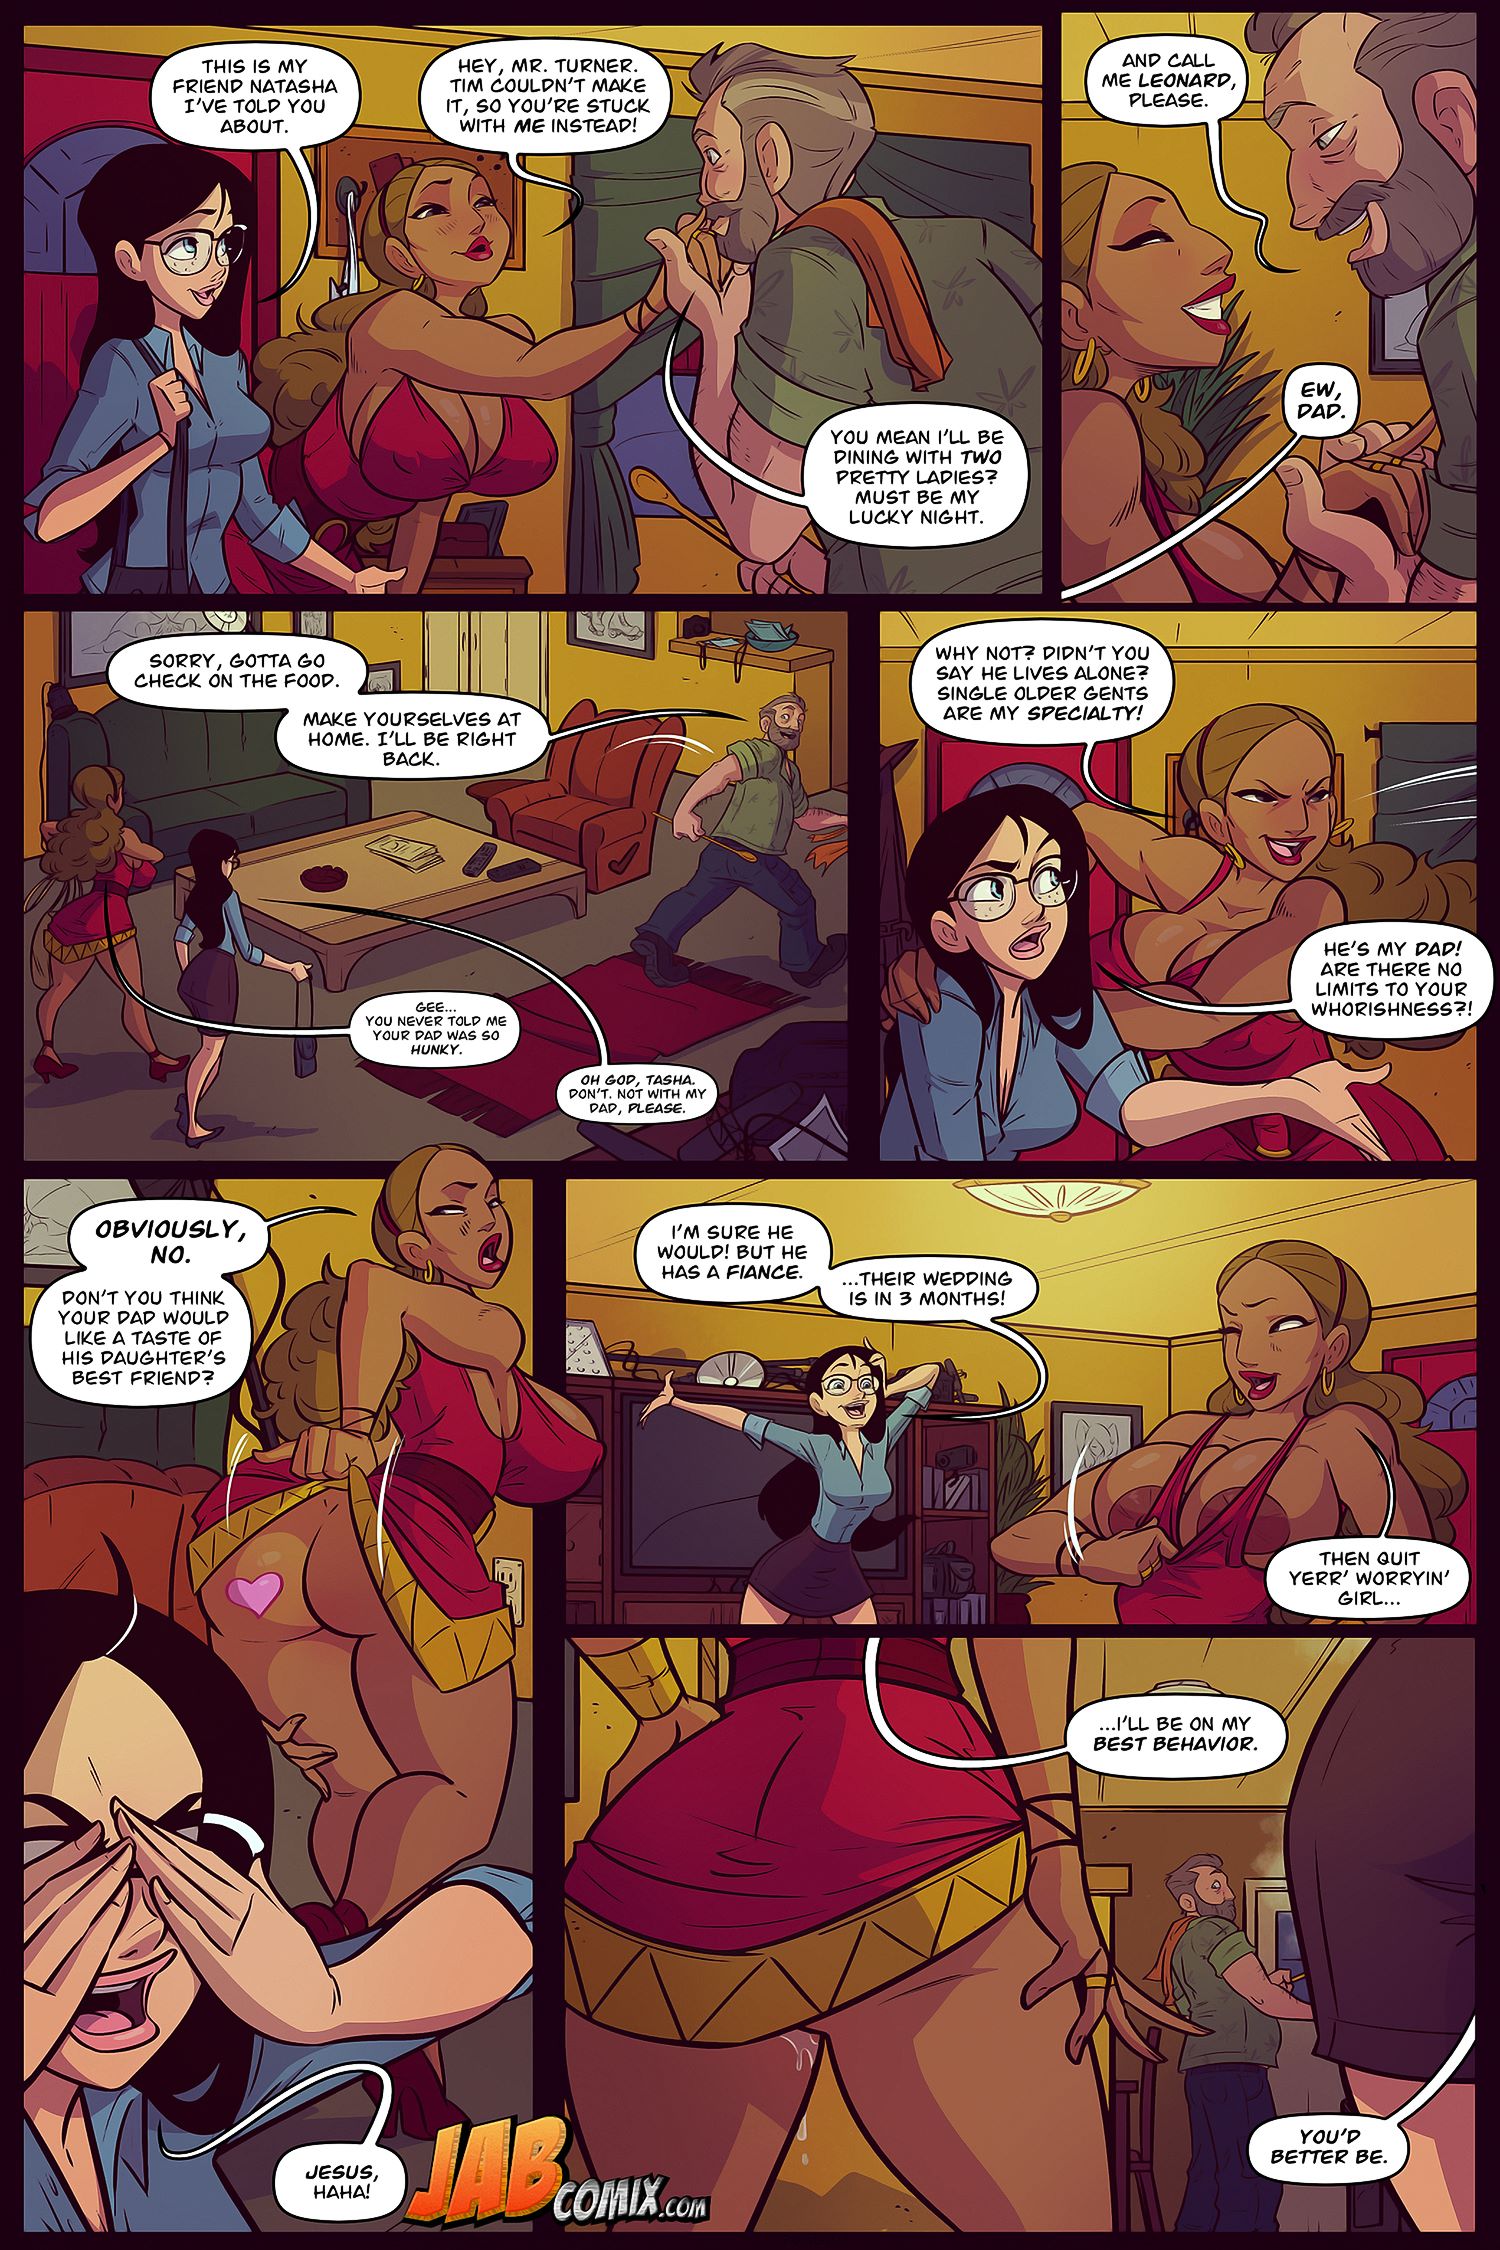 THIS IS MY
FRIEND NATASHA
I'VE TOLD YOU
ABOUT.
HEY, MR. TURNER.
TIM COULDN'T MAKE
IT, SO YOU'RE STUCK
WITH ME INSTEAD!
YOU MEAN I'LL BE
DINING WITH TWO
PRETTY LADIES?
MUST BE MY
LUCKY NIGHT.
AND CALL
ME LEONARD,
PLEASE.
EW,
DAD.
SORRY, GOTTA GO
CHECK ON THE FOOD.
MAKE YOURSELVES AT
HOME. I'LL BE RIGHT
BACK.
GEE...
YOU NEVER TOLD ME
YOUR DAD WAS SO
HUNKY.
OH GOD, TASHA.
DON'T. NOT WITH MY
DAD, PLEASE.
WHY NOT? DIDN'T YOU
SAY HE LIVES ALONE?
SINGLE OLDER GENTS
ARE MY SPECIALTY!
HE'S MY DAD!
ARE THERE NO
LIMITS TO YOUR
WHORISHNESS?!
OBVIOUSLY,
NO.
DON'T YOU THINK
YOUR DAD WOULD
LIKE A TASTE OF
HIS DAUGHTER'S
BEST FRIEND?
JESUS,
HAHA!
I'M SURE HE
WOULD! BUT HE
HAS A FIANCE.
...THEIR WEDDING
IS IN 3 MONTHS!
THEN QUIT
YERR' WORRYIN'
GIRL...
...I'LL BE ON MY
BEST BEHAVIOR.
YOU'D
BETTER BE.
JAB
COMIX.COM